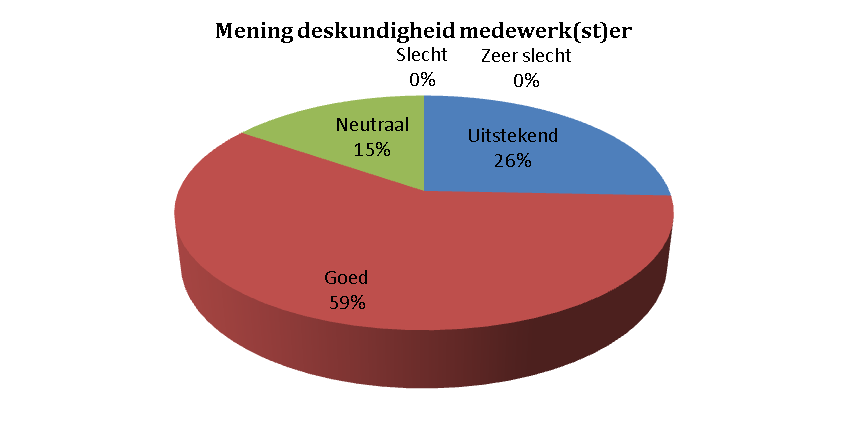 Mening deskundigheid medewerk(st)er
Slecht
0%
Zeer slecht
0%
Neutraal
15%
Uitstekend
26%
Goed
59%